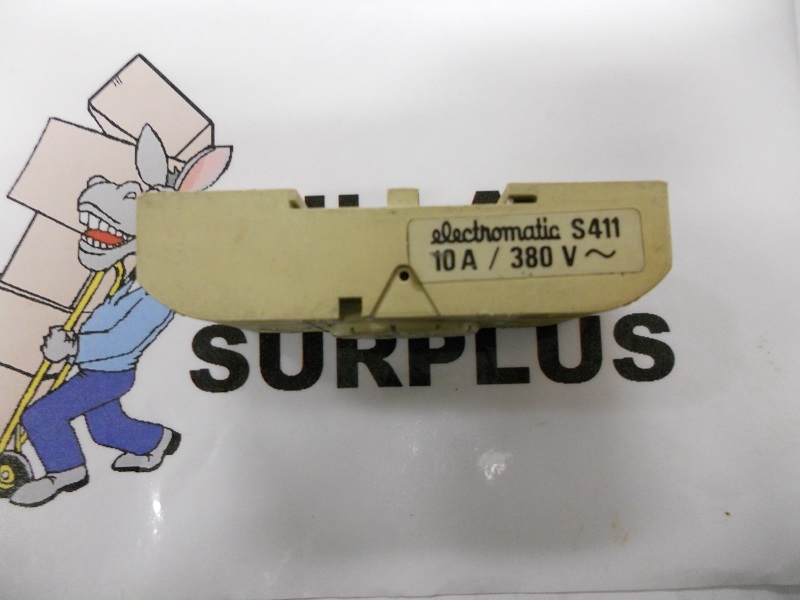 electromatic S411
10 A / 380 V ~
SURPLUS